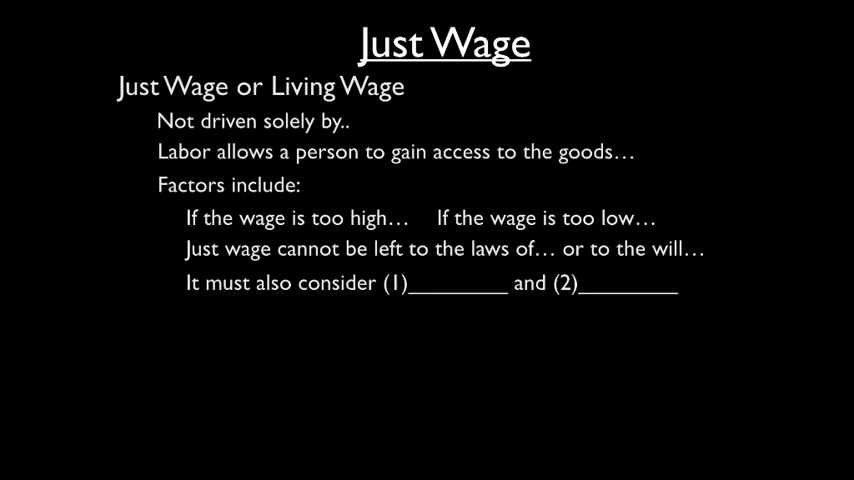 Just Wage
Just Wage or Living Wage
Not driven solely by..
Labor allows a person to gain access to the goods…
Factors include:
If the wage is too high… If the wage is too low…
Just wage cannot be left to the laws of… or to the will…
It must also consider (1)_________ and (2)_________